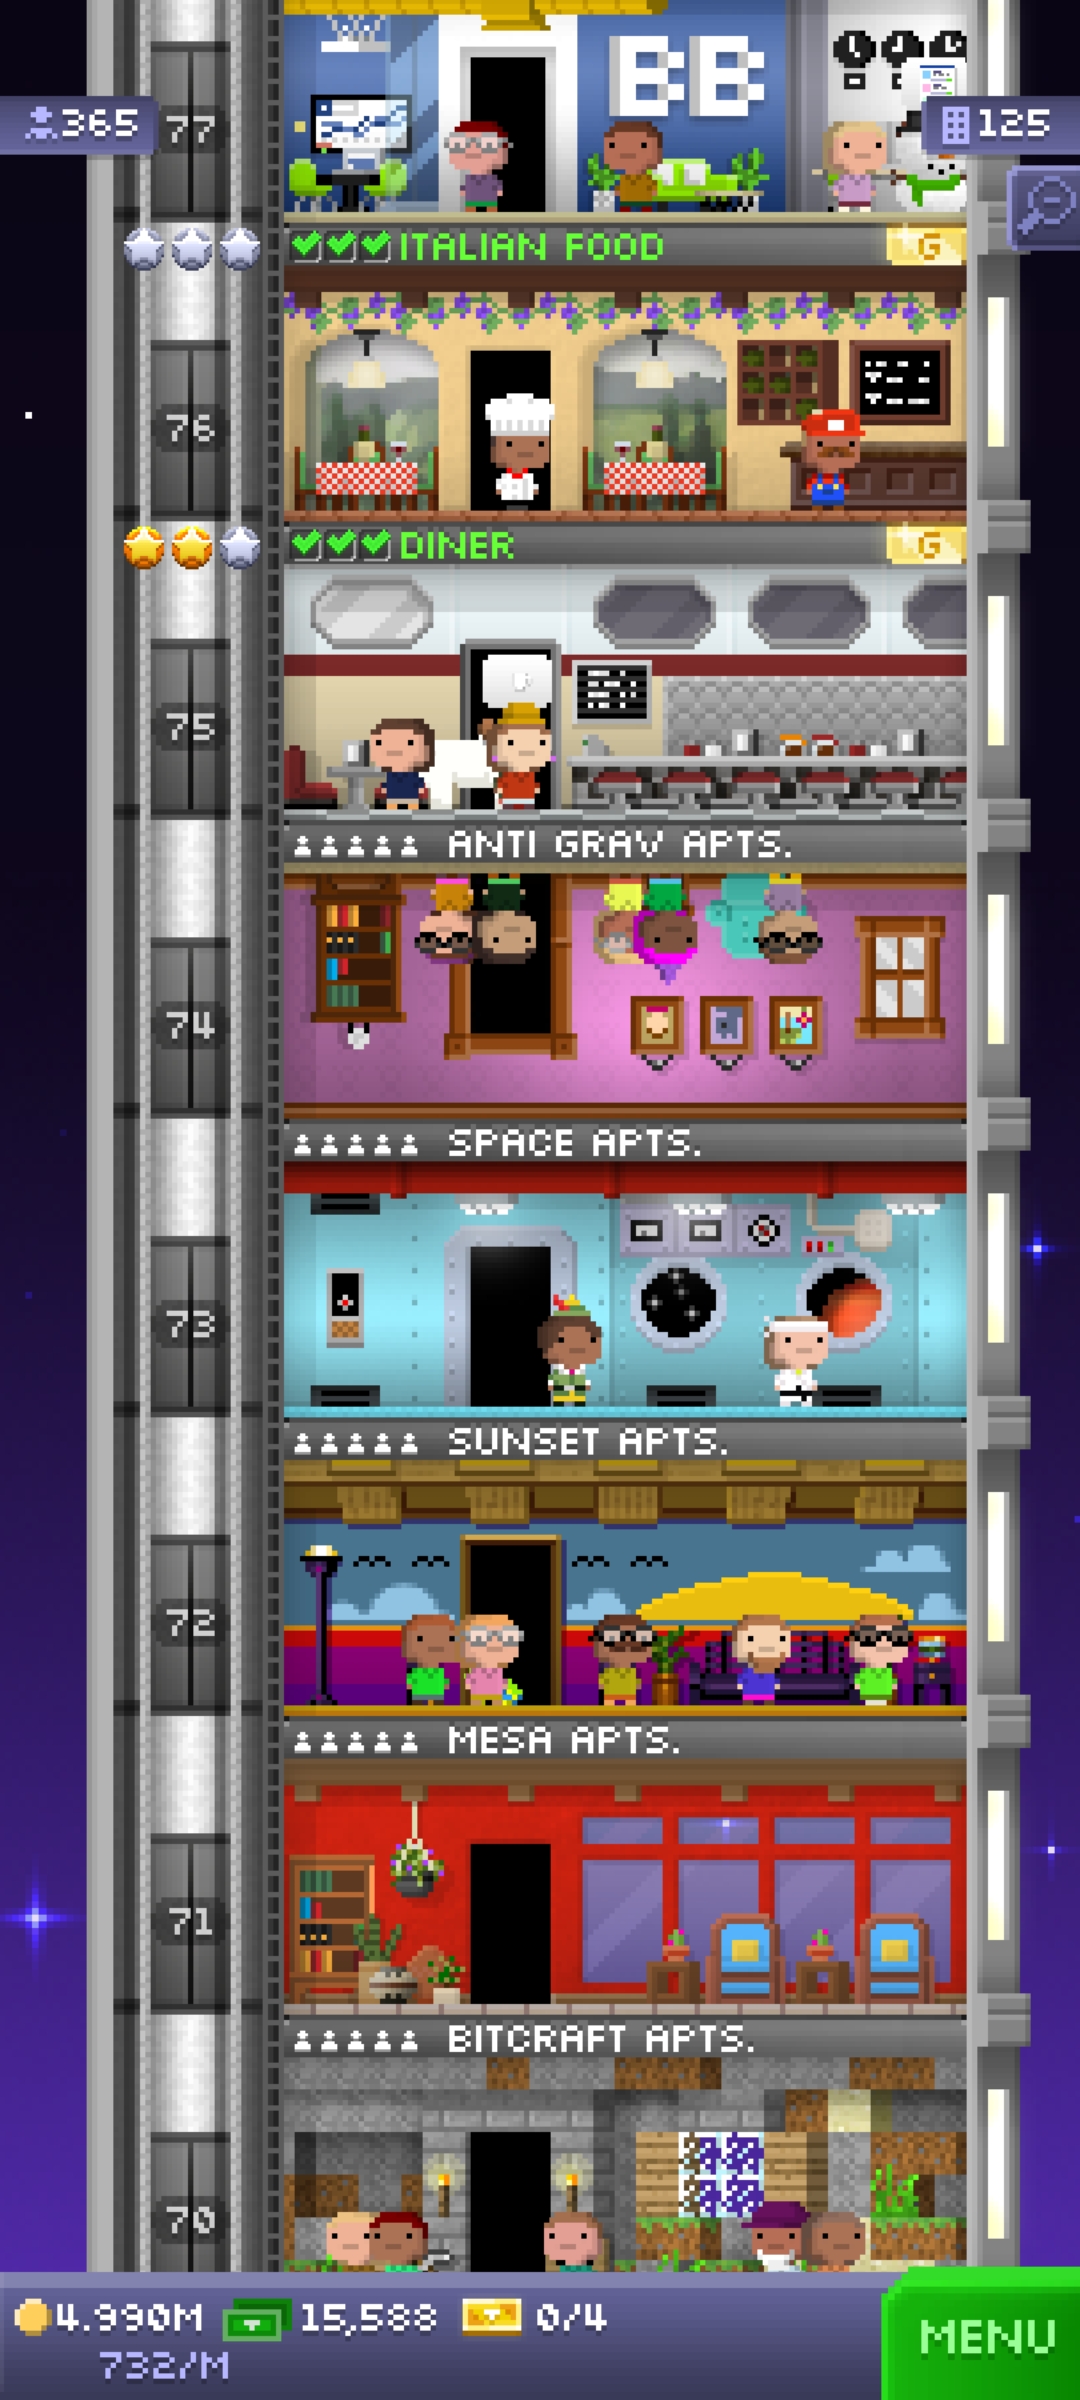 BB
365
77
125
ITALIAN FOOD
G
76
DINER
G
75
ANTI GRAV APTS.
74
SPACE APTS.
73
SUNSET APTS.
72
MESA APTS.
71
BITCRAFT APTS.
70
4.990M
15,588
0/4
MENU
732/M